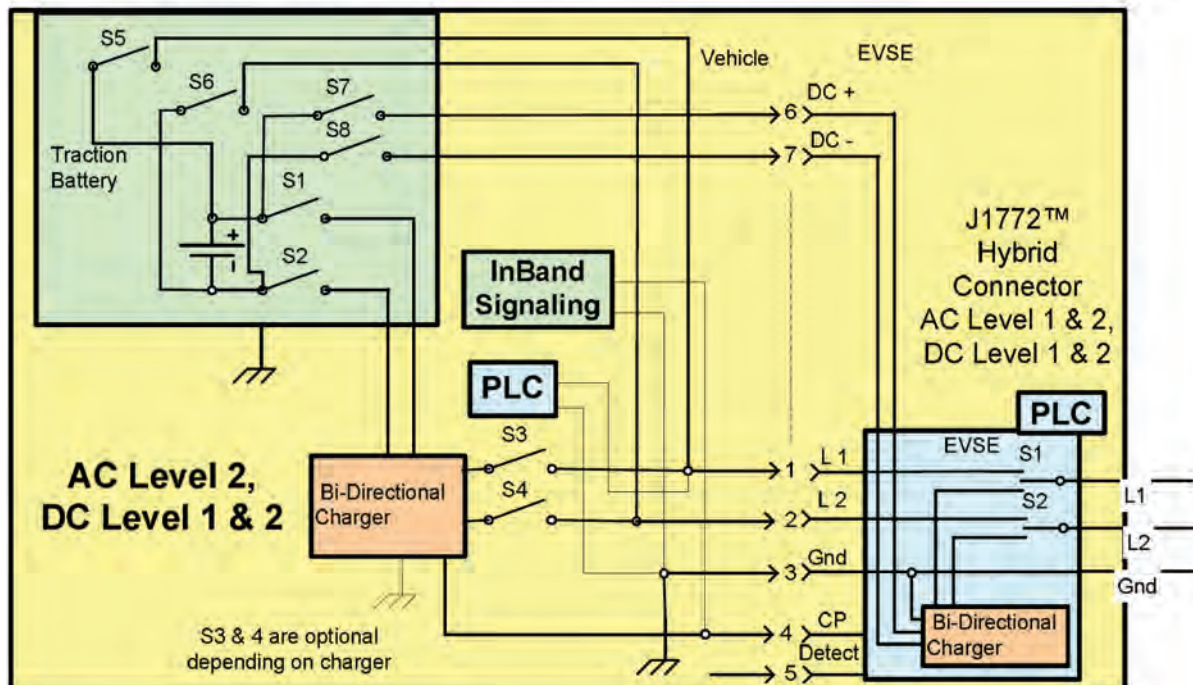 S5
S6
S7
S8
Traction
Battery
S1
S2
+
-
Vehicle
EVSE
6
DC +
7
DC -
InBand
Signaling
PLC
J1772™
Hybrid
Connector
AC Level 1 & 2,
DC Level 1 & 2
PLC
AC Level 2,
DC Level 1 & 2
Bi-Directional
Charger
S3
S4
1
L 1
2
L 2
3
Gnd
4
CP
Detect
5
EVSE
S1
S2
Bi-Directional
Charger
L1
L2
Gnd
S3 & 4 are optional
depending on charger